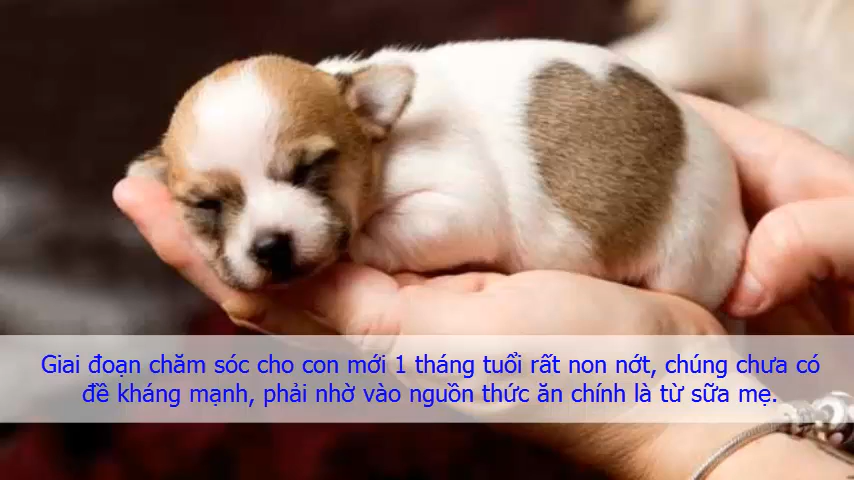 Giai đoạn chăm sóc cho con mới 1 tháng tuổi rất non nớt, chúng chưa có
đề kháng mạnh, phải nhờ vào nguồn thức ăn chính là từ sữa mẹ.